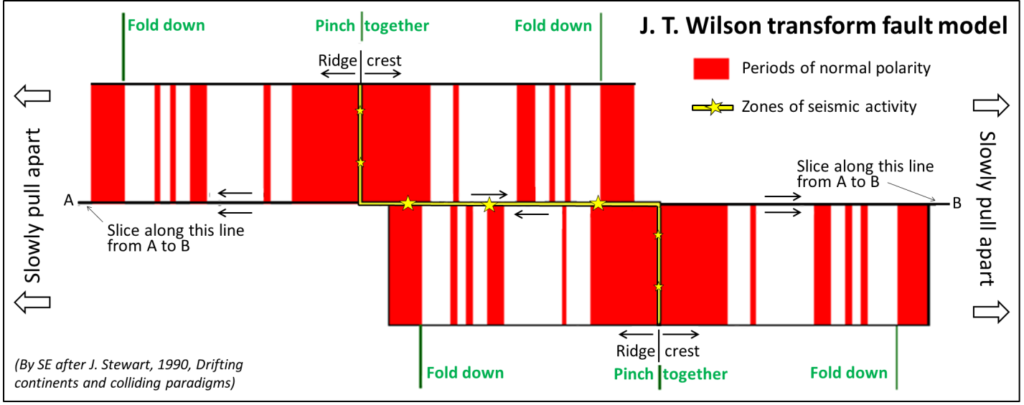 J. T. Wilson transform fault model
Fold down
Pinch together
Fold down
Ridge crest
Periods of normal polarity
Zones of seismic activity
Slowly pull apart
A
Slice along this line
from A to B
Slice along this line
from A to B
B
Slowly pull apart
Ridge crest
Fold down
Pinch together
Fold down
(By SE after J. Stewart, 1990, Drifting
continents and colliding paradigms)